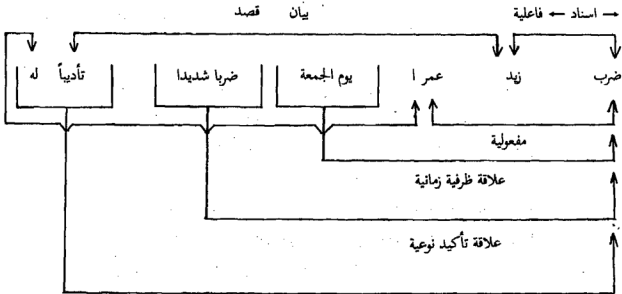 → اسناد ← فاعلية بيان قصد
ضرب زيد عمرا يوم الجمعة ضربا شديدا تأديباً له
مفعولية
علاقة ظرفية زمانية
علاقة تأكيد نوعية